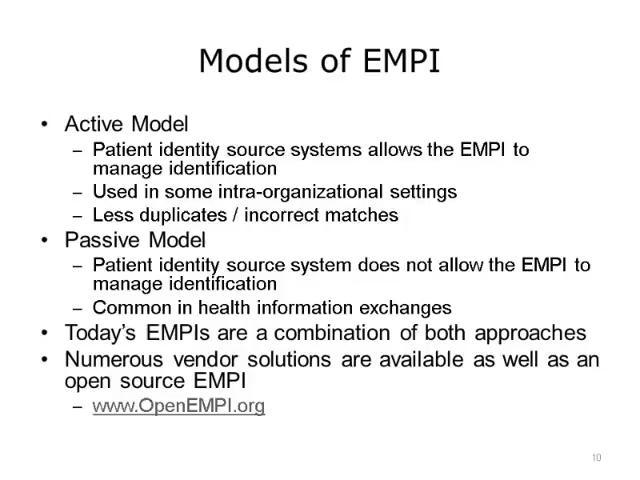 Models of EMPI
• Active Model
– Patient identity source systems allows the EMPI to
manage identification
– Used in some intra-organizational settings
– Less duplicates / incorrect matches
• Passive Model
– Patient identity source system does not allow the EMPI to
manage identification
– Common in health information exchanges
• Today's EMPIs are a combination of both approaches
• Numerous vendor solutions are available as well as an
open source EMPI
– www.OpenEMPI.org
10